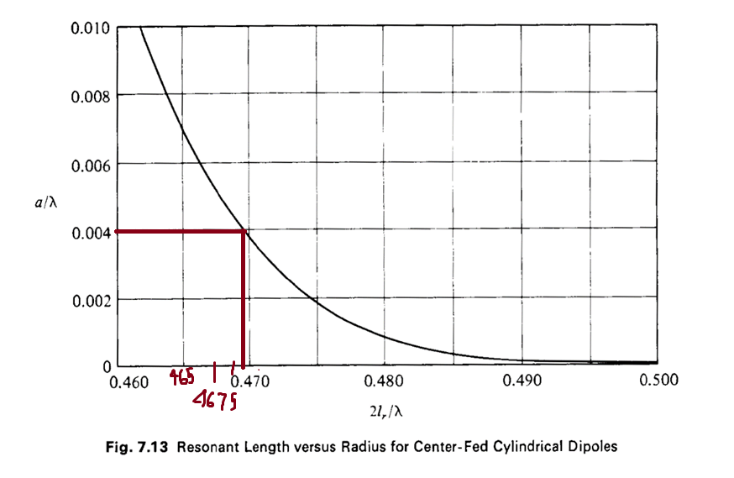 0.010
0.008
0.006
a/λ
0.004
0.002
0
0.460 465 0.470 0.480 0.490 0.500
4675
2lᵣ/λ
Fig. 7.13 Resonant Length versus Radius for Center-Fed Cylindrical Dipoles